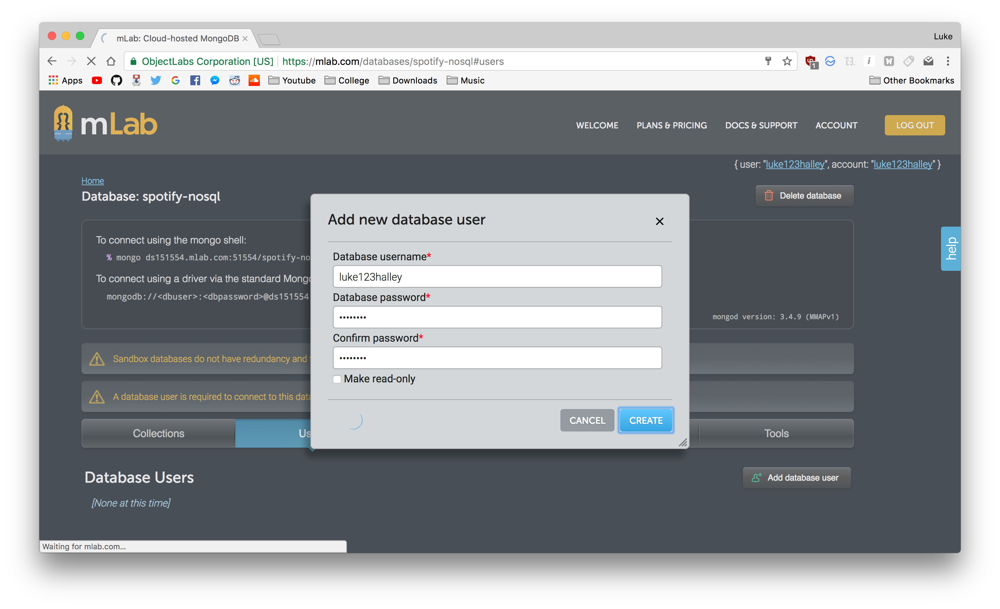 mLab: Cloud-hosted MongoDB
Luke
ObjectLabs Corporation [US] https://mlab.com/databases/spotify-nosql#users
1
Apps
Youtube
College
Downloads
Music
Other Bookmarks
mLab
WELCOME
PLANS & PRICING
DOCS & SUPPORT
ACCOUNT
LOG OUT
{ user: "luke123halley", account: "luke123halley" }
Home
Database: spotify-nosql
Delete database
To connect using the mongo shell:
% mongo ds151554.mlab.com:51554/spotify-no
To connect using a driver via the standard Mongo
mongodb://<dbuser>:<dbpassword>@ds151554
mongod version: 3.4.9 (MMAPv1)
help
Sandbox databases do not have redundancy and
A database user is required to connect to this data
Collections
Us
Tools
Add new database user
Database username*
luke123halley
Database password*
••••••••
Confirm password*
••••••••
Make read-only
CANCEL
CREATE
Database Users
Add database user
[None at this time]
Waiting for mlab.com...